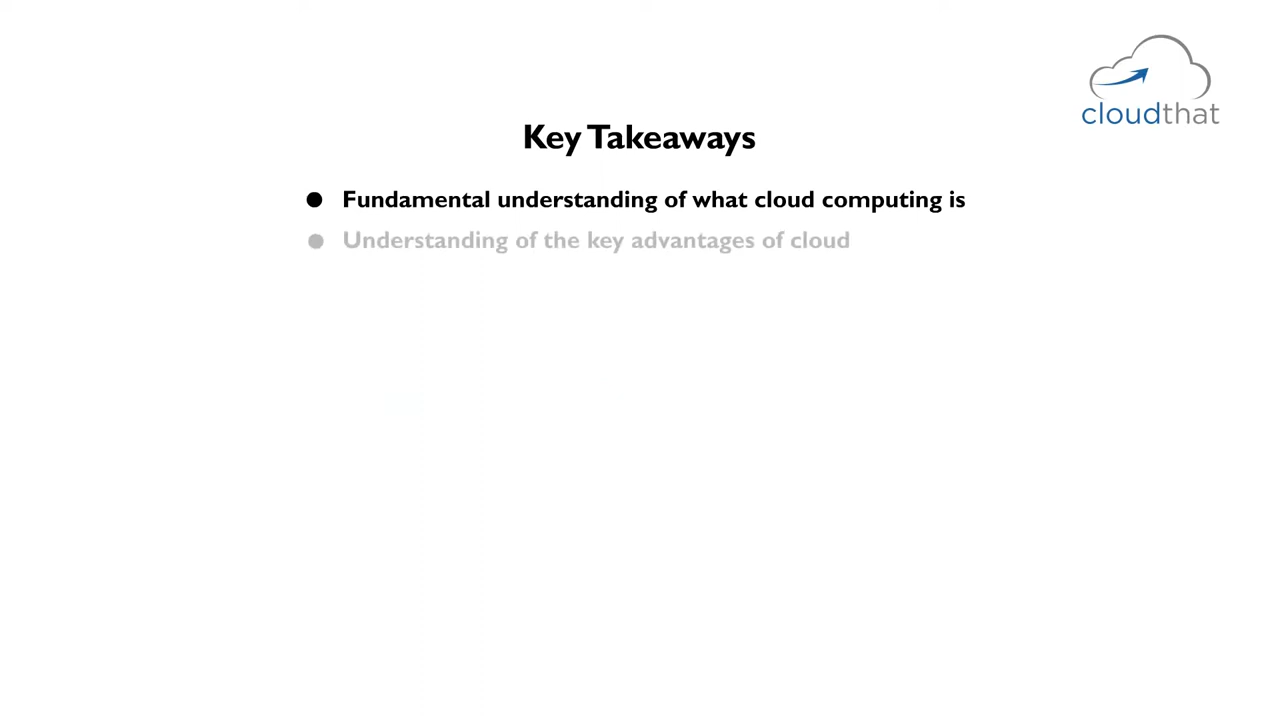 cloudthat
Key Takeaways
● Fundamental understanding of what cloud computing is
● Understanding of the key advantages of cloud